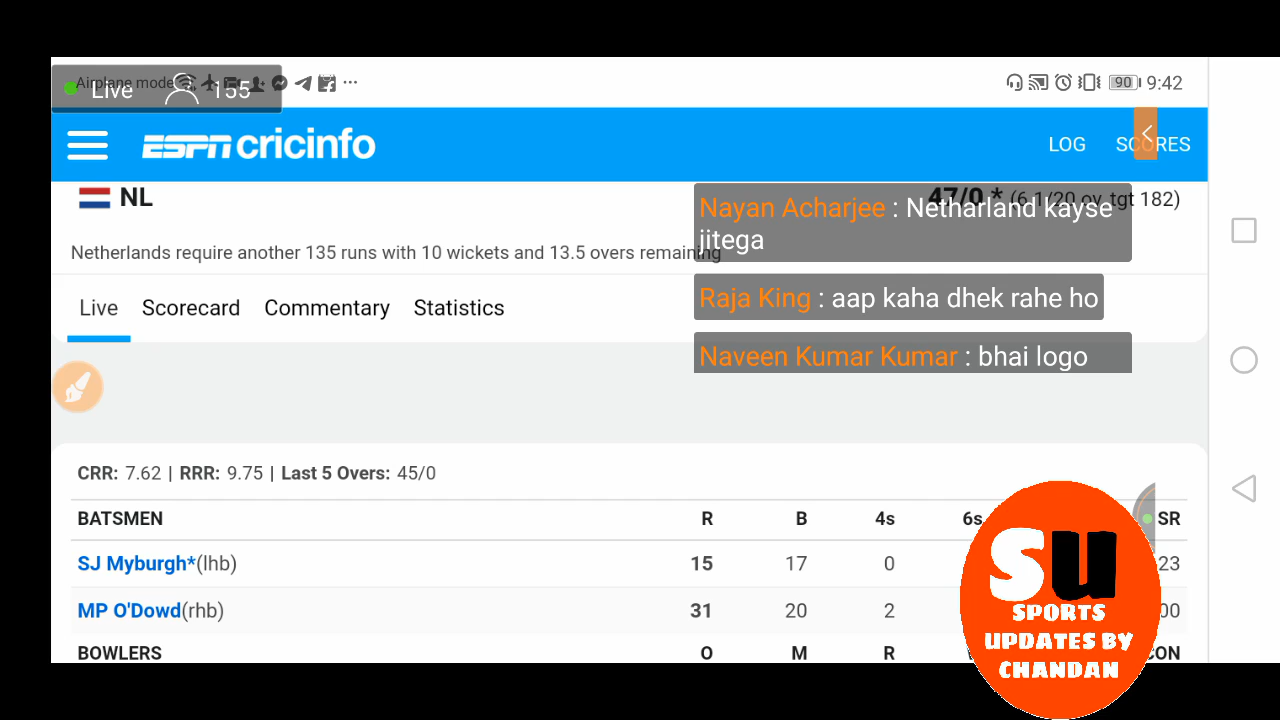 Airplane mode
Live 155
90 9:42
ESPN cricinfo
LOG SCORES
NL
47/0 * (6.1/20 ov, tgt 182)
Nayan Acharjee : Netharland kayse
jitega
Netherlands require another 135 runs with 10 wickets and 13.5 overs remaining
Raja King : aap kaha dhek rahe ho
Live Scorecard Commentary Statistics
Naveen Kumar Kumar : bhai logo
CRR: 7.62 | RRR: 9.75 | Last 5 Overs: 45/0
BATSMEN R B 4s 6s SR
SJ Myburgh*(lhb) 15 17 0 23
MP O'Dowd(rhb) 31 20 2 00
BOWLERS O M R CON
SU
SPORTS
UPDATES BY
CHANDAN